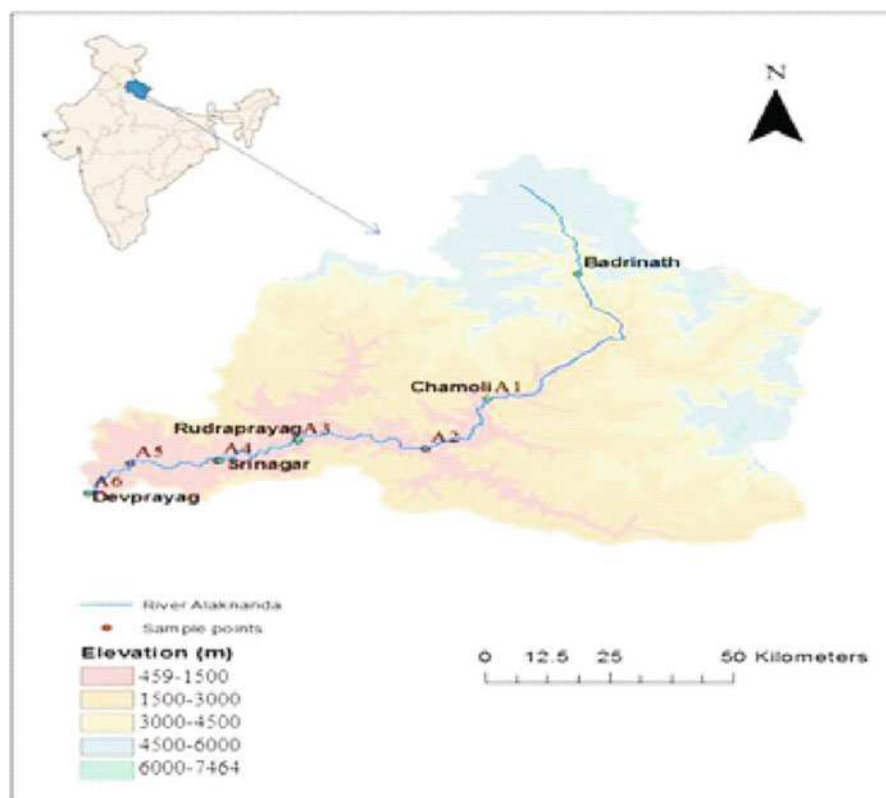 N
Badrinath
Chamoli A1
Rudraprayag A3
A2
A5
A4
Srinagar
A6
Devprayag
River Alaknanda
Sample points
Elevation (m)
0 12.5 25 50 Kilometers
459-1500
1500-3000
3000-4500
4500-6000
6000-7464